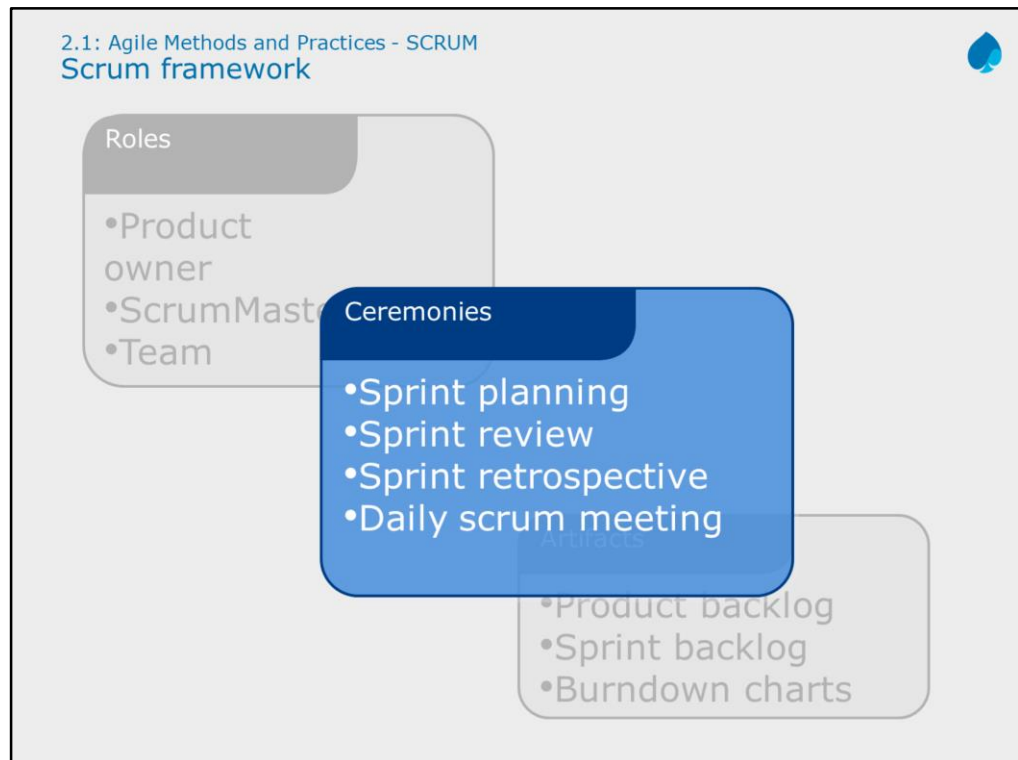 2.1: Agile Methods and Practices - SCRUM
Scrum framework
Roles
•Product
owner
•ScrumMaste
•Team
Ceremonies
•Sprint planning
•Sprint review
•Sprint retrospective
•Daily scrum meeting
Artifacts
•Product backlog
•Sprint backlog
•Burndown charts